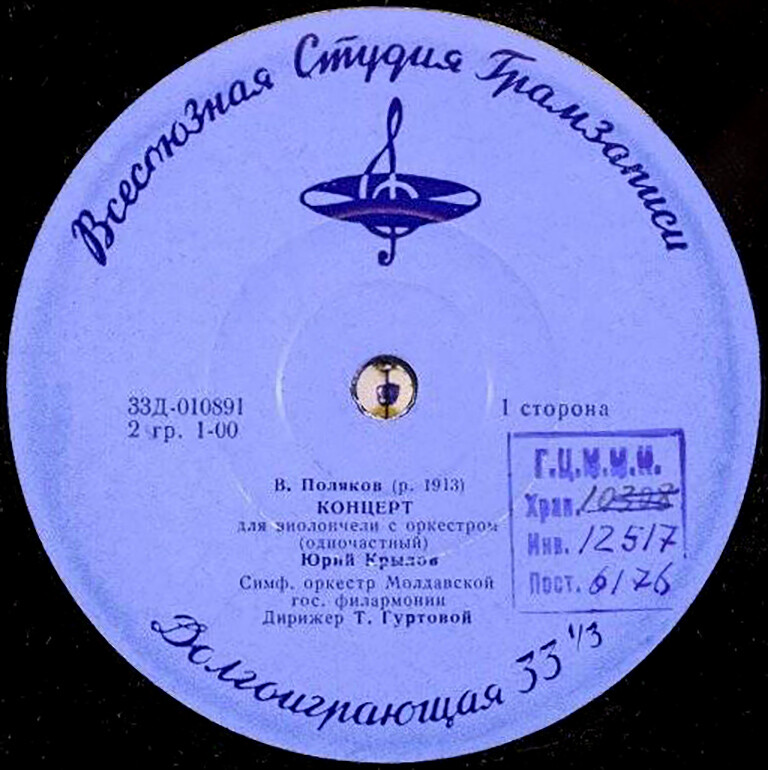 Всесоюзная Студия Грамзаписи
33Д-010891
2 гр. 1-00
1 сторона
В. Поляков (р. 1913)
КОНЦЕРТ
для виолончели с оркестром
(одночастный)
Юрий Крылов
Симф. оркестр Молдавской
гос. филармонии
Дирижер Т. Гуртовой
Г.Ц.М.М.К.
Хран. 10398
Инв. 12517
Пост. 6176
Долгоиграющая 33 1/3